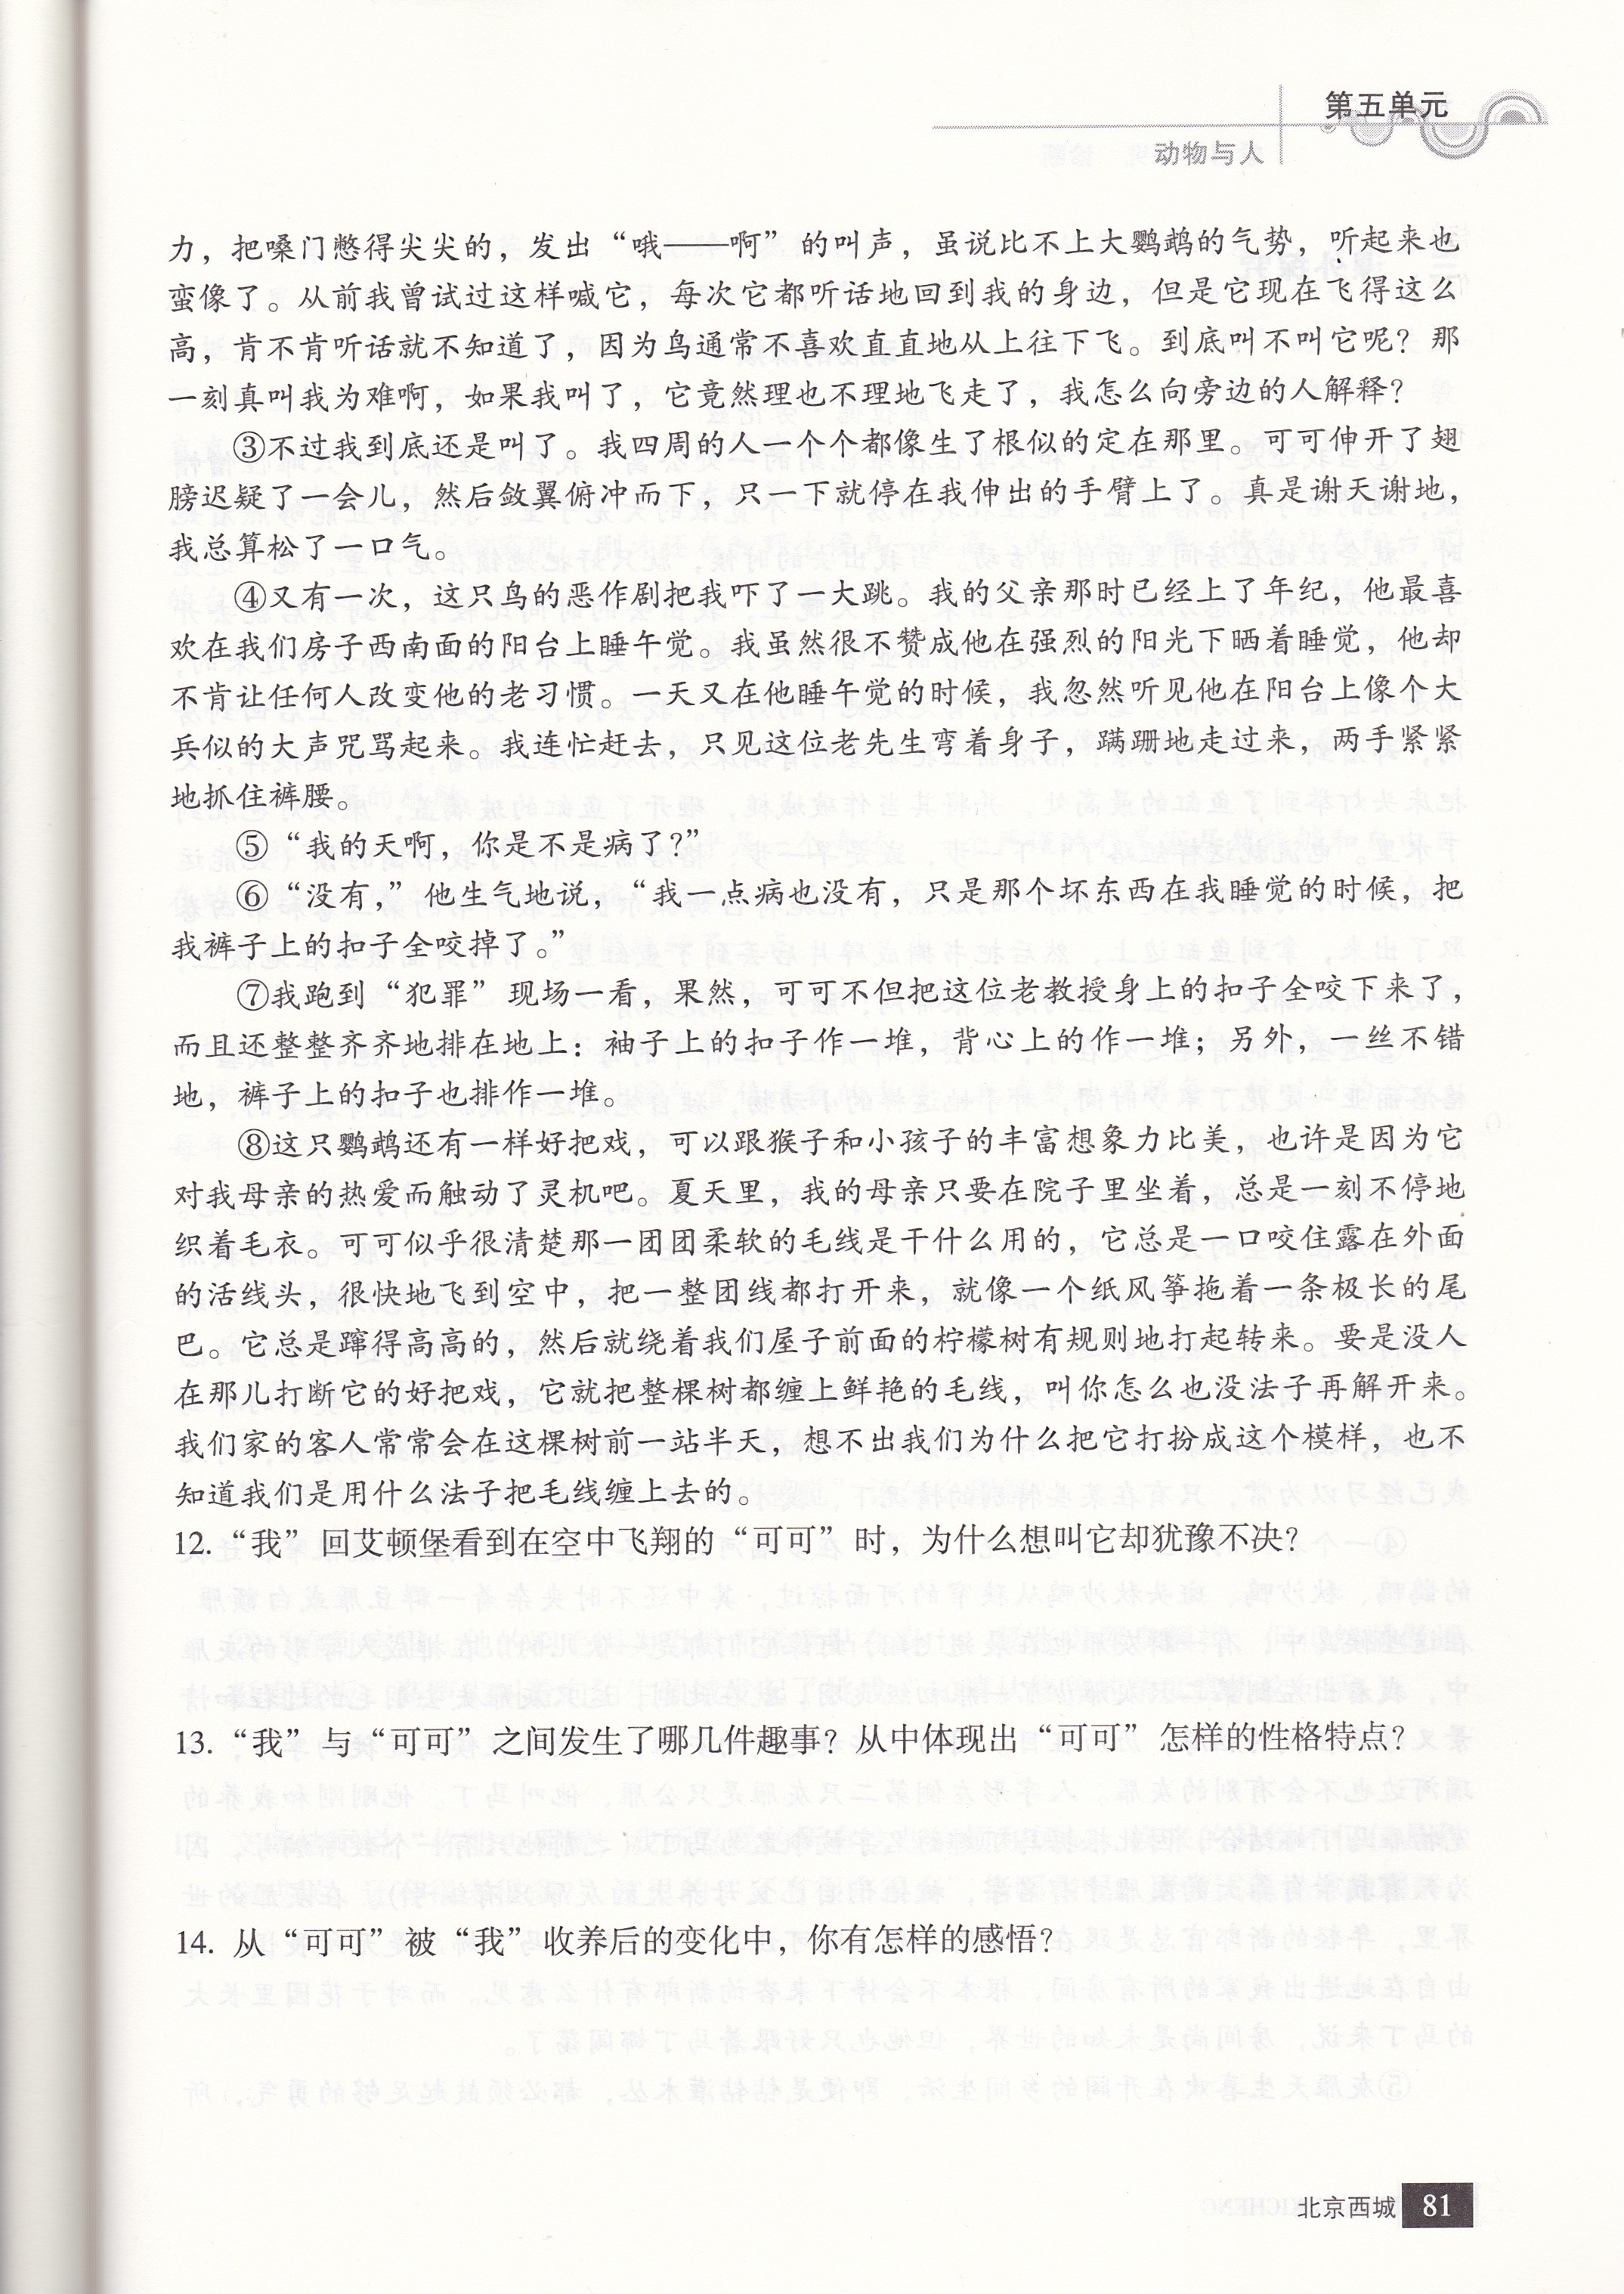 第五单元
动物与人
力，把嗓门憋得尖尖的，发出“哦——啊”的叫声，虽说比不上大鹦鹉的气势，听起来也
蛮像了。从前我曾试过这样喊它，每次它都听话地回到我的身边，但是它现在飞得这么
高，肯不肯听话就不知道了，因为鸟通常不喜欢直直地从上往下飞。到底叫不叫它呢？那
一刻真叫我为难啊，如果我叫了，它竟然理也不理地飞走了，我怎么向旁边的人解释？
③不过我到底还是叫了。我四周的人一个个都像生了根似的定在那里。可可伸开了翅
膀迟疑了一会儿，然后敛翼俯冲而下，只一下就停在我伸出的手臂上了。真是谢天谢地，
我总算松了一口气。
④又有一次，这只鸟的恶作剧把我吓了一大跳。我的父亲那时已经上了年纪，他最喜
欢在我们房子西南面的阳台上睡午觉。我虽然很不赞成他在强烈的阳光下晒着睡觉，他却
不肯让任何人改变他的老习惯。一天又在他睡午觉的时候，我忽然听见他在阳台上像个大
兵似的大声咒骂起来。我连忙赶去，只见这位老先生弯着身子，蹒跚地走过来，两手紧紧
地抓住裤腰。
⑤“我的天啊，你是不是病了？”
⑥“没有，”他生气地说，“我一点病也没有，只是那个坏东西在我睡觉的时候，把
我裤子上的扣子全咬掉了。”
⑦我跑到“犯罪”现场一看，果然，可可不但把这位老教授身上的扣子全咬下来了，
而且还整整齐齐地排在地上：袖子上的扣子作一堆，背心上的作一堆；另外，一丝不错
地，裤子上的扣子也排作一堆。
⑧这只鹦鹉还有一样好把戏，可以跟猴子和小孩子的丰富想象力比美，也许是因为它
对我母亲的热爱而触动了灵机吧。夏天里，我的母亲只要在院子里坐着，总是一刻不停地
织着毛衣。可可似乎很清楚那一团团柔软的毛线是干什么用的，它总是一口咬住露在外面
的活线头，很快地飞到空中，把一整团线都打开来，就像一个纸风筝拖着一条极长的尾
巴。它总是蹿得高高的，然后就绕着我们屋子前面的柠檬树有规则地打起转来。要是没人
在那儿打断它的好把戏，它就把整棵树都缠上鲜艳的毛线，叫你怎么也没法子再解开来。
我们家的客人常常会在这棵树前一站半天，想不出我们为什么把它打扮成这个模样，也不
知道我们是用什么法子把毛线缠上去的。
12. “我”回艾顿堡看到在空中飞翔的“可可”时，为什么想叫它却犹豫不决？
13. “我”与“可可”之间发生了哪几件趣事？从中体现出“可可”怎样的性格特点？
14. 从“可可”被“我”收养后的变化中，你有怎样的感悟？
北京西城 81